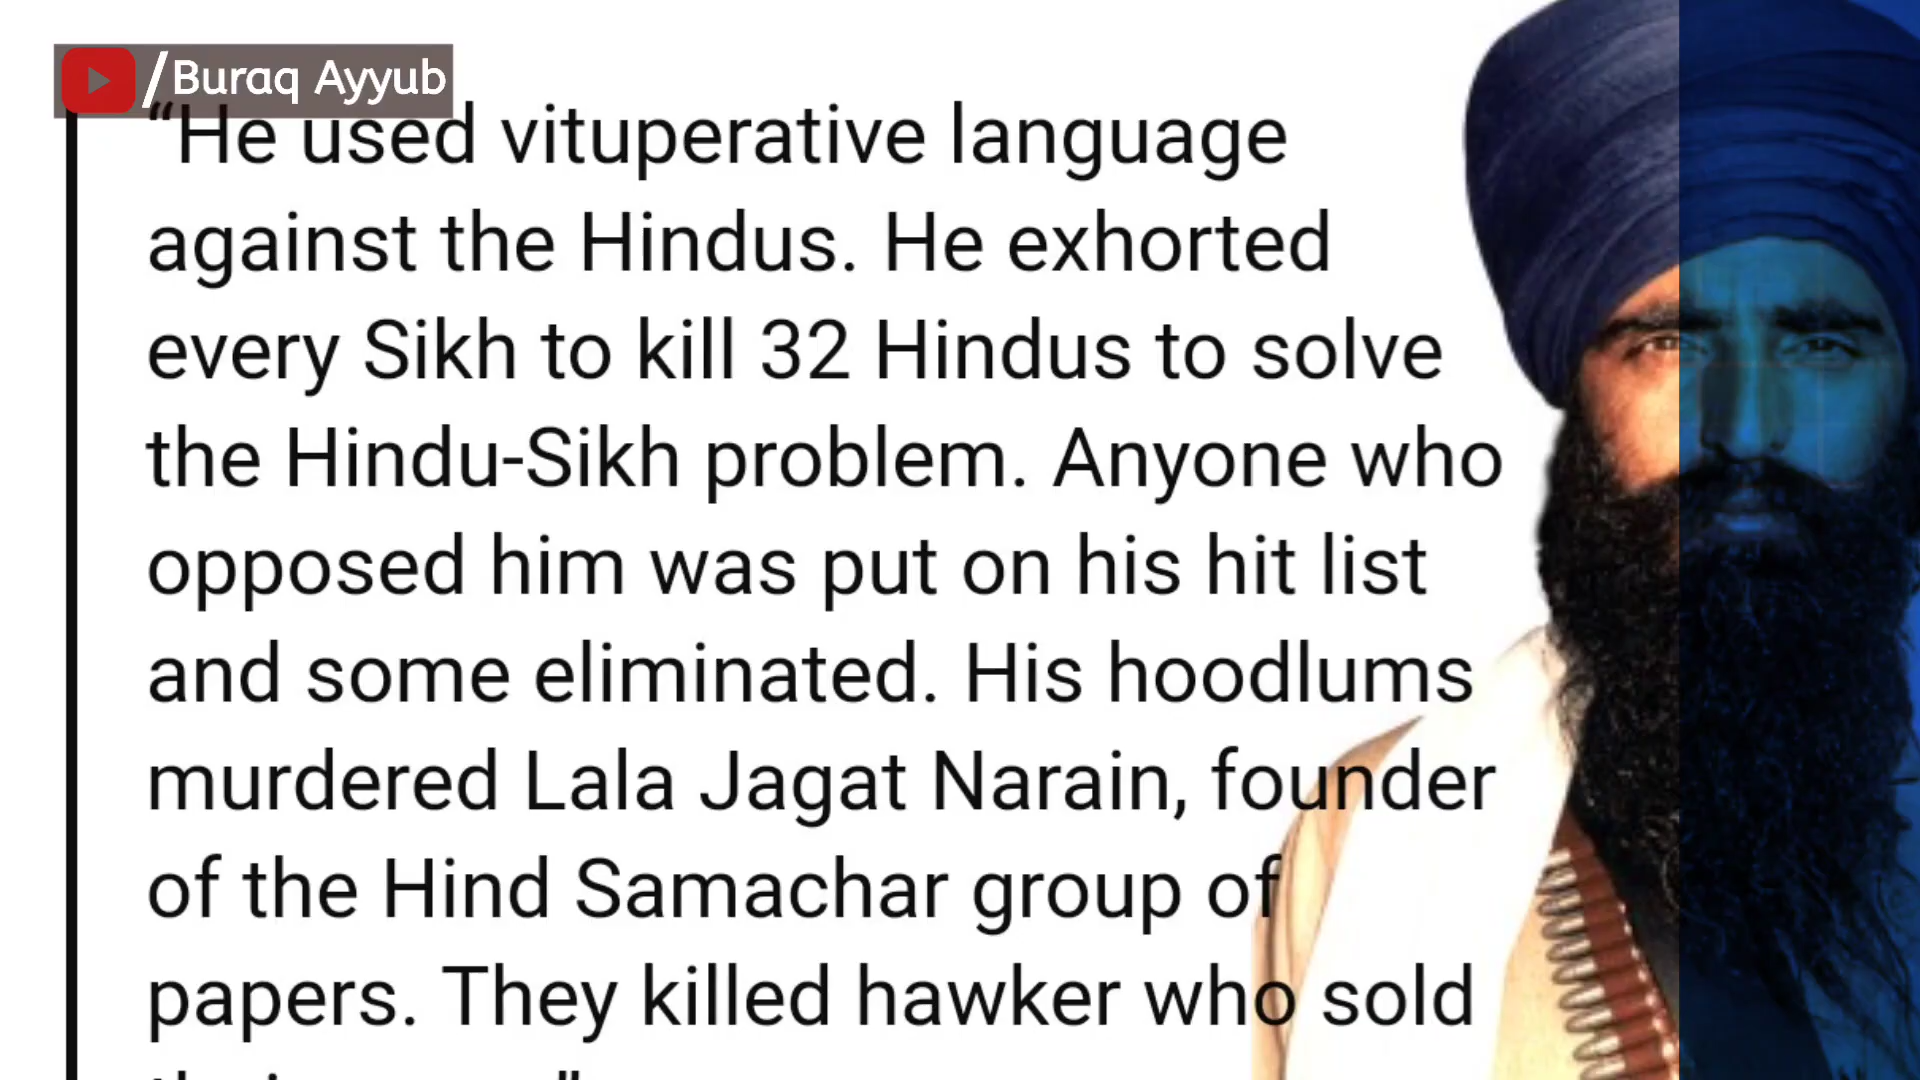 /Buraq Ayyub
“He used vituperative language
against the Hindus. He exhorted
every Sikh to kill 32 Hindus to solve
the Hindu-Sikh problem. Anyone who
opposed him was put on his hit list
and some eliminated. His hoodlums
murdered Lala Jagat Narain, founder
of the Hind Samachar group of
papers. They killed hawker who sold